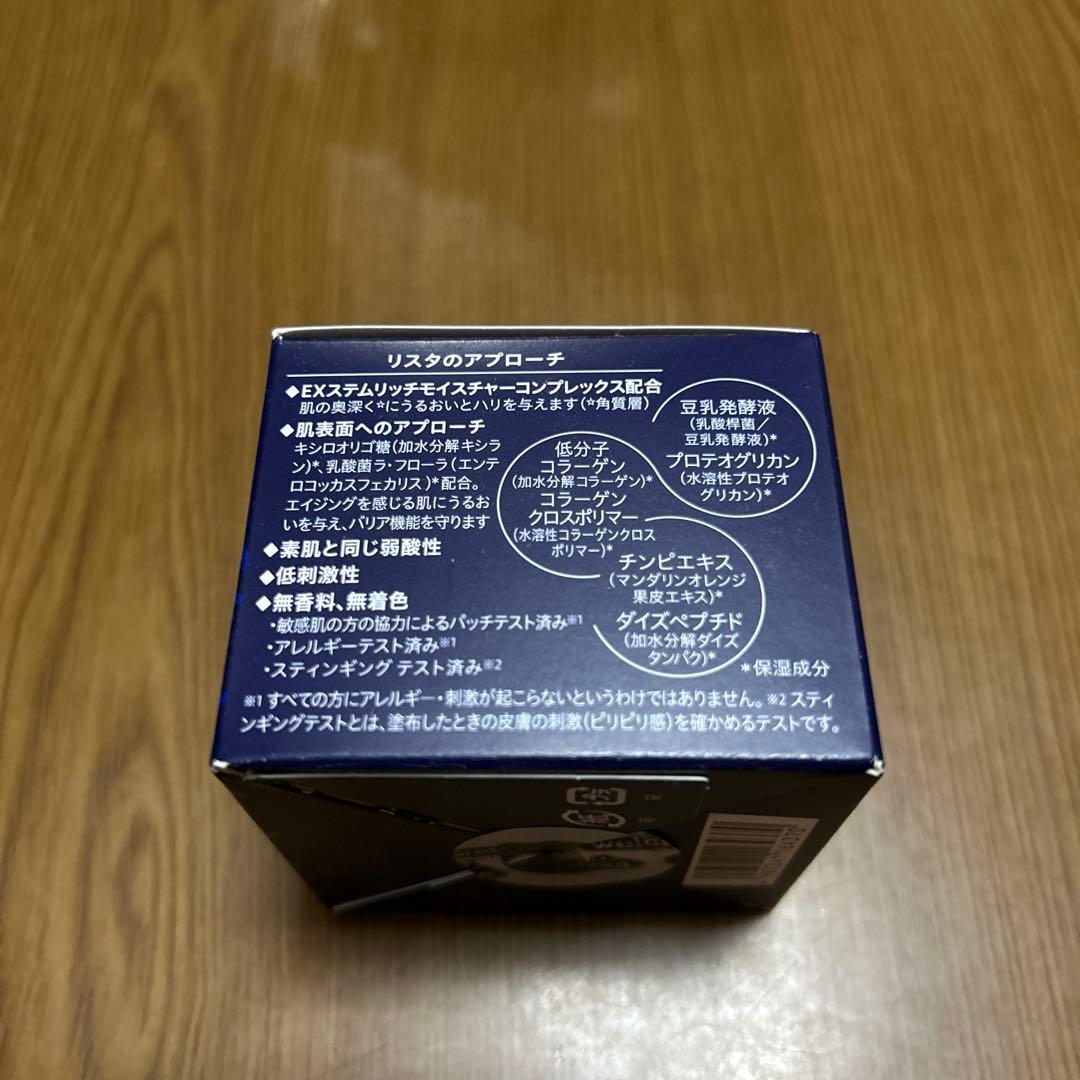 リスタのアプローチ
◆EXステムリッチモイスチャーコンプレックス配合
肌の奥深く☆にうるおいとハリを与えます(☆角質層)
◆肌表面へのアプローチ
キシロオリゴ糖(加水分解キシラ
ン)*、乳酸菌ラ・フローラ(エンテ
ロコッカスフェカリス)*配合。
エイジングを感じる肌にうるお
いを与え、バリア機能を守ります
◆素肌と同じ弱酸性
◆低刺激性
◆無香料、無着色
・敏感肌の方の協力によるパッチテスト済み※1
・アレルギーテスト済み※1
・スティンギング テスト済み※2
豆乳発酵液
(乳酸桿菌/
豆乳発酵液)*
プロテオグリカン
(水溶性プロテオ
グリカン)*
低分子
コラーゲン
(加水分解コラーゲン)*
コラーゲン
クロスポリマー
(水溶性コラーゲンクロス
ポリマー)*
チンピエキス
(マンダリンオレンジ
果皮エキス)*
ダイズペプチド
(加水分解ダイズ
タンパク)*
*保湿成分
※1 すべての方にアレルギー・刺激が起こらないというわけではありません。※2 スティ
ンギングテストとは、塗布したときの皮膚の刺激(ピリピリ感)を確かめるテストです。
プラ
紙